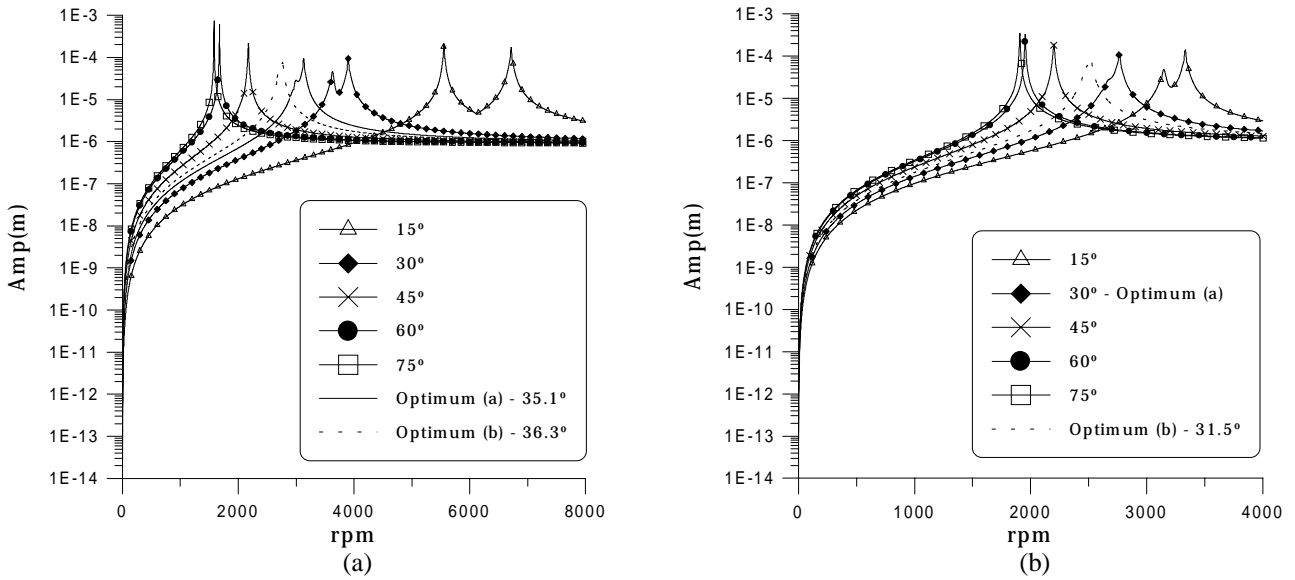 1E-3
1E-4
1E-5
1E-6
1E-7
1E-8
1E-9
1E-10
1E-11
1E-12
1E-13
1E-14
Amp(m)
0 2000 4000 6000 8000
rpm
(a)
15º
30º
45º
60º
75º
Optimum (a) - 35.1º
Optimum (b) - 36.3º
1E-3
1E-4
1E-5
1E-6
1E-7
1E-8
1E-9
1E-10
1E-11
1E-12
1E-13
1E-14
Amp(m)
0 1000 2000 3000 4000
rpm
(b)
15º
30º - Optimum (a)
45º
60º
75º
Optimum (b) - 31.5º